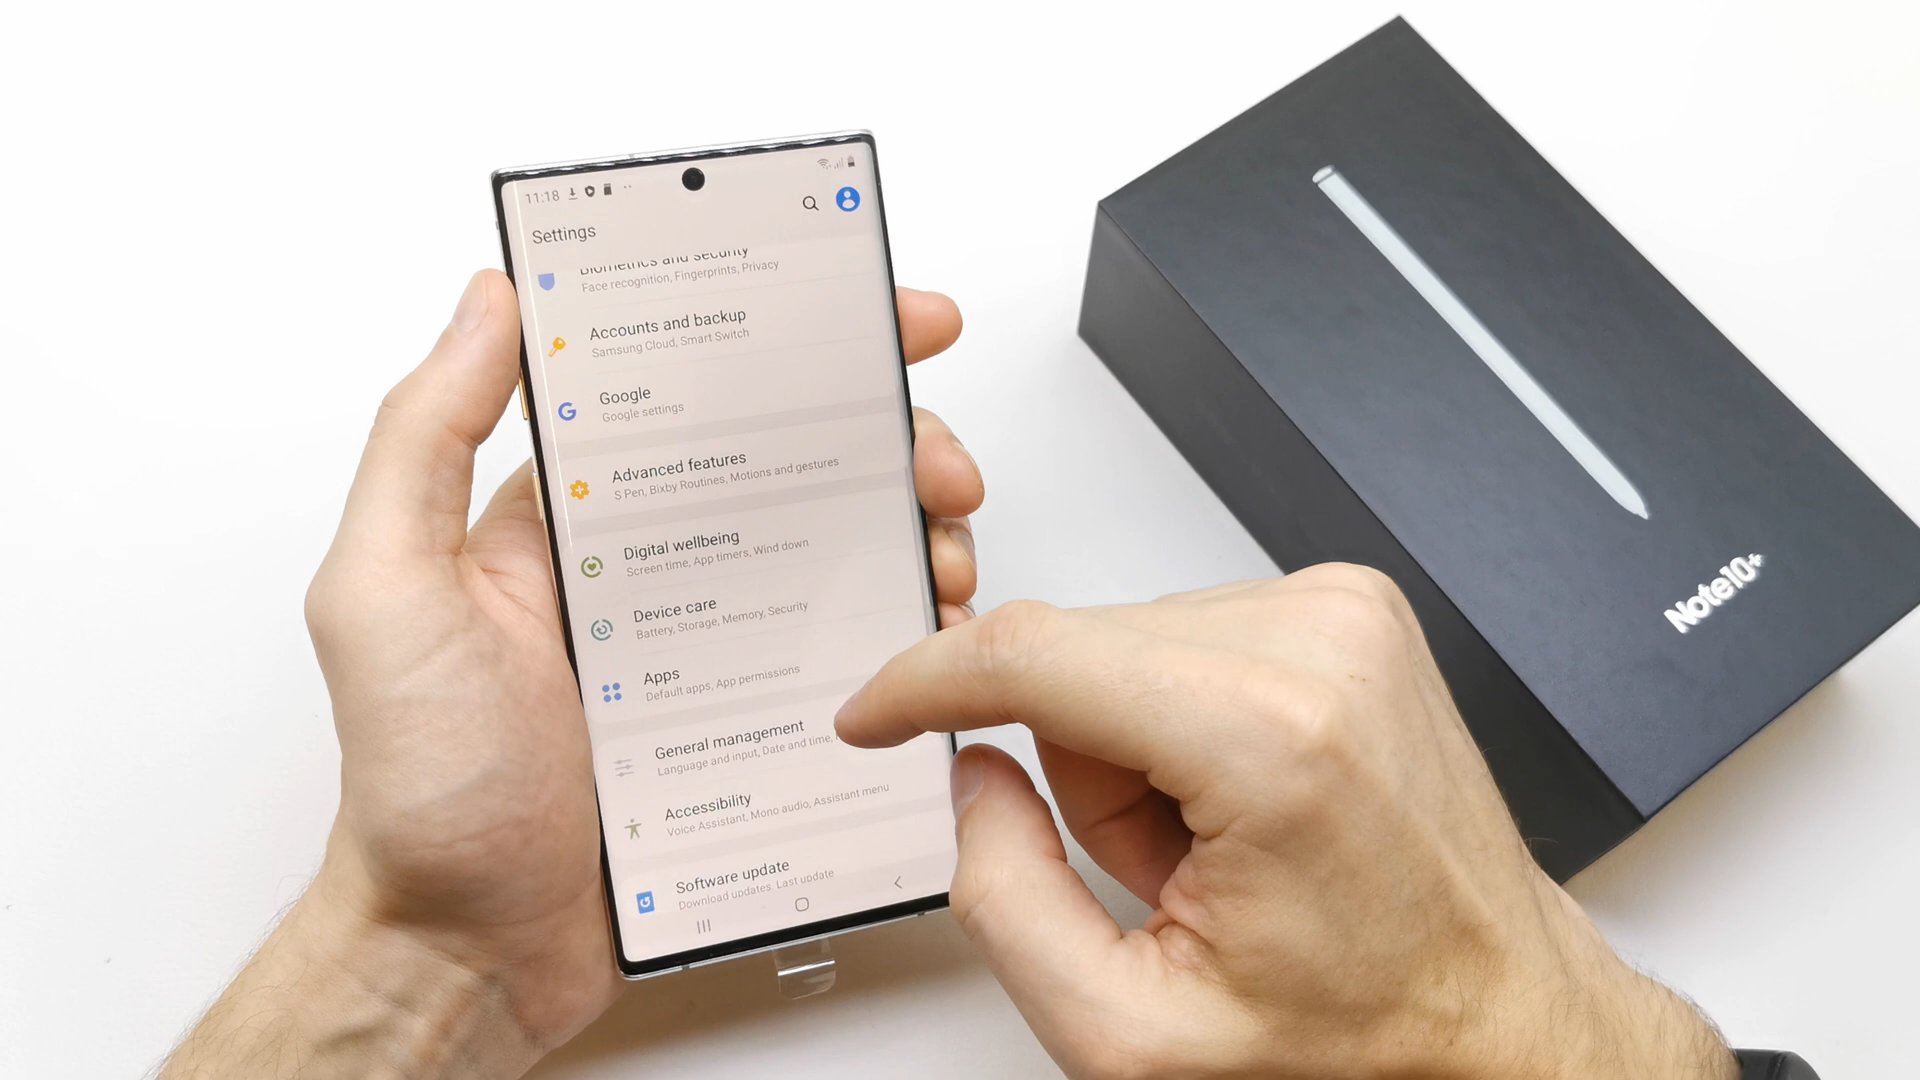 11:18
Settings
Biometrics and security
Face recognition, Fingerprints, Privacy
Accounts and backup
Samsung Cloud, Smart Switch
Google
Google settings
Advanced features
S Pen, Bixby Routines, Motions and gestures
Digital wellbeing
Screen time, App timers, Wind down
Device care
Battery, Storage, Memory, Security
Apps
Default apps, App permissions
General management
Language and input, Date and time,
Accessibility
Voice Assistant, Mono audio, Assistant menu
Software update
Download updates, Last update
Note10+